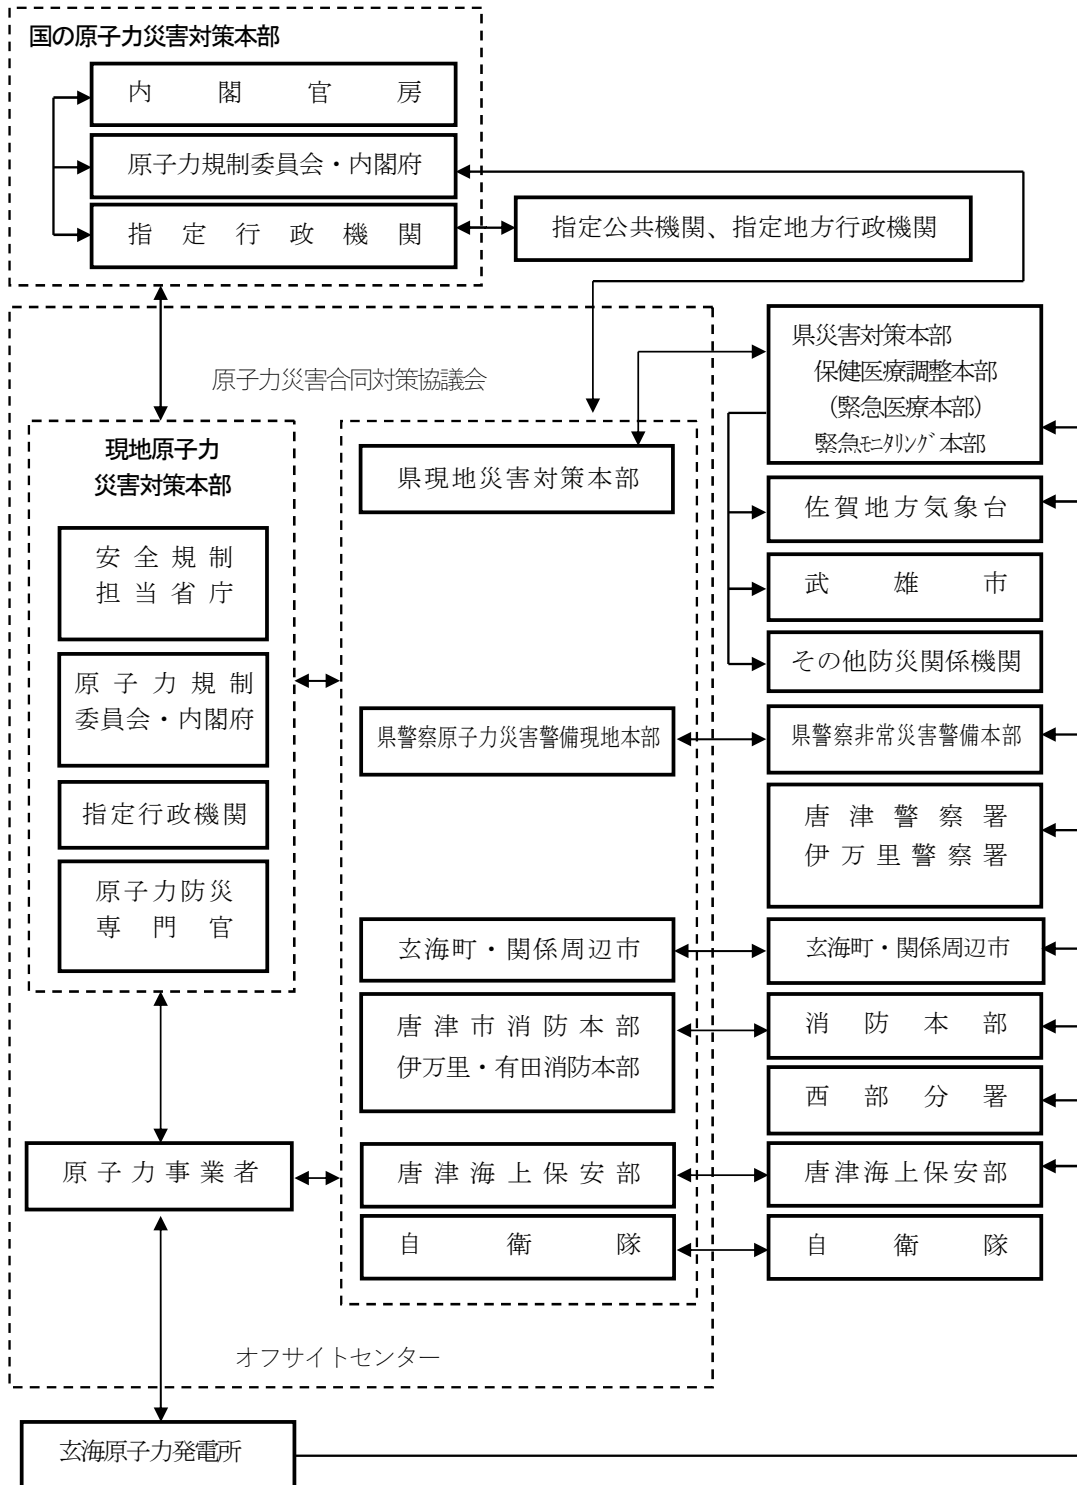 国の原子力災害対策本部
内閣官房
原子力規制委員会・内閣府
指定行政機関
指定公共機関、指定地方行政機関
原子力災害合同対策協議会
現地原子力
災害対策本部
安全規制
担当省庁
原子力規制
委員会・内閣府
指定行政機関
原子力防災
専門官
原子力事業者
県現地災害対策本部
県警察原子力災害警備現地本部
玄海町・関係周辺市
唐津市消防本部
伊万里・有田消防本部
唐津海上保安部
自衛隊
オフサイトセンター
県災害対策本部
保健医療調整本部
（緊急医療本部）
緊急ﾓﾆﾀﾘﾝｸﾞ本部
佐賀地方気象台
武雄市
その他防災関係機関
県警察非常災害警備本部
唐津警察署
伊万里警察署
玄海町・関係周辺市
消防本部
西部分署
唐津海上保安部
自衛隊
玄海原子力発電所